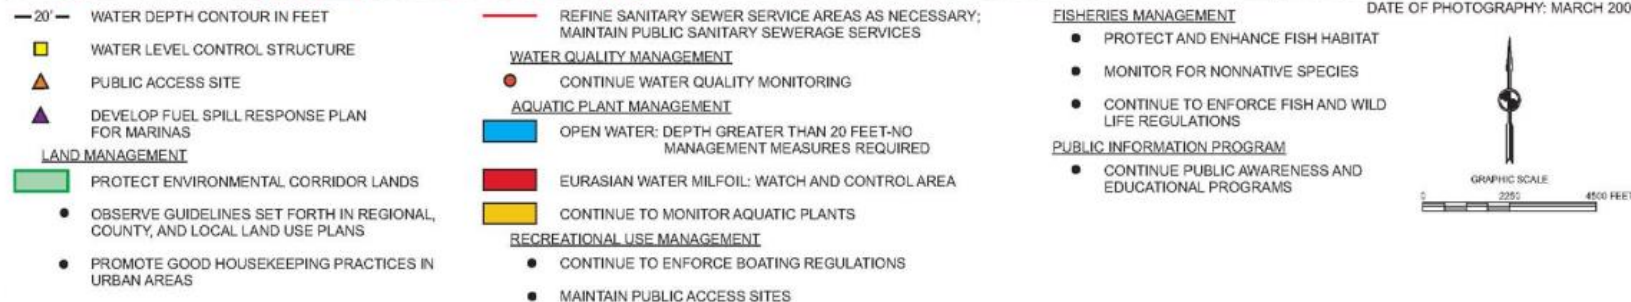 20'
WATER DEPTH CONTOUR IN FEET
WATER LEVEL CONTROL STRUCTURE
PUBLIC ACCESS SITE
DEVELOP FUEL SPILL RESPONSE PLAN
FOR MARINAS
LAND MANAGEMENT
PROTECT ENVIRONMENTAL CORRIDOR LANDS
• OBSERVE GUIDELINES SET FORTH IN REGIONAL,
COUNTY, AND LOCAL LAND USE PLANS
• PROMOTE GOOD HOUSEKEEPING PRACTICES IN
URBAN AREAS
REFINE SANITARY SEWER SERVICE AREAS AS NECESSARY;
MAINTAIN PUBLIC SANITARY SEWERAGE SERVICES
WATER QUALITY MANAGEMENT
CONTINUE WATER QUALITY MONITORING
AQUATIC PLANT MANAGEMENT
OPEN WATER: DEPTH GREATER THAN 20 FEET-NO
MANAGEMENT MEASURES REQUIRED
EURASIAN WATER MILFOIL: WATCH AND CONTROL AREA
CONTINUE TO MONITOR AQUATIC PLANTS
RECREATIONAL USE MANAGEMENT
• CONTINUE TO ENFORCE BOATING REGULATIONS
• MAINTAIN PUBLIC ACCESS SITES
FISHERIES MANAGEMENT
• PROTECT AND ENHANCE FISH HABITAT
• MONITOR FOR NONNATIVE SPECIES
• CONTINUE TO ENFORCE FISH AND WILD
LIFE REGULATIONS
PUBLIC INFORMATION PROGRAM
• CONTINUE PUBLIC AWARENESS AND
EDUCATIONAL PROGRAMS
DATE OF PHOTOGRAPHY: MARCH 200
GRAPHIC SCALE
0 2250 4500 FEET